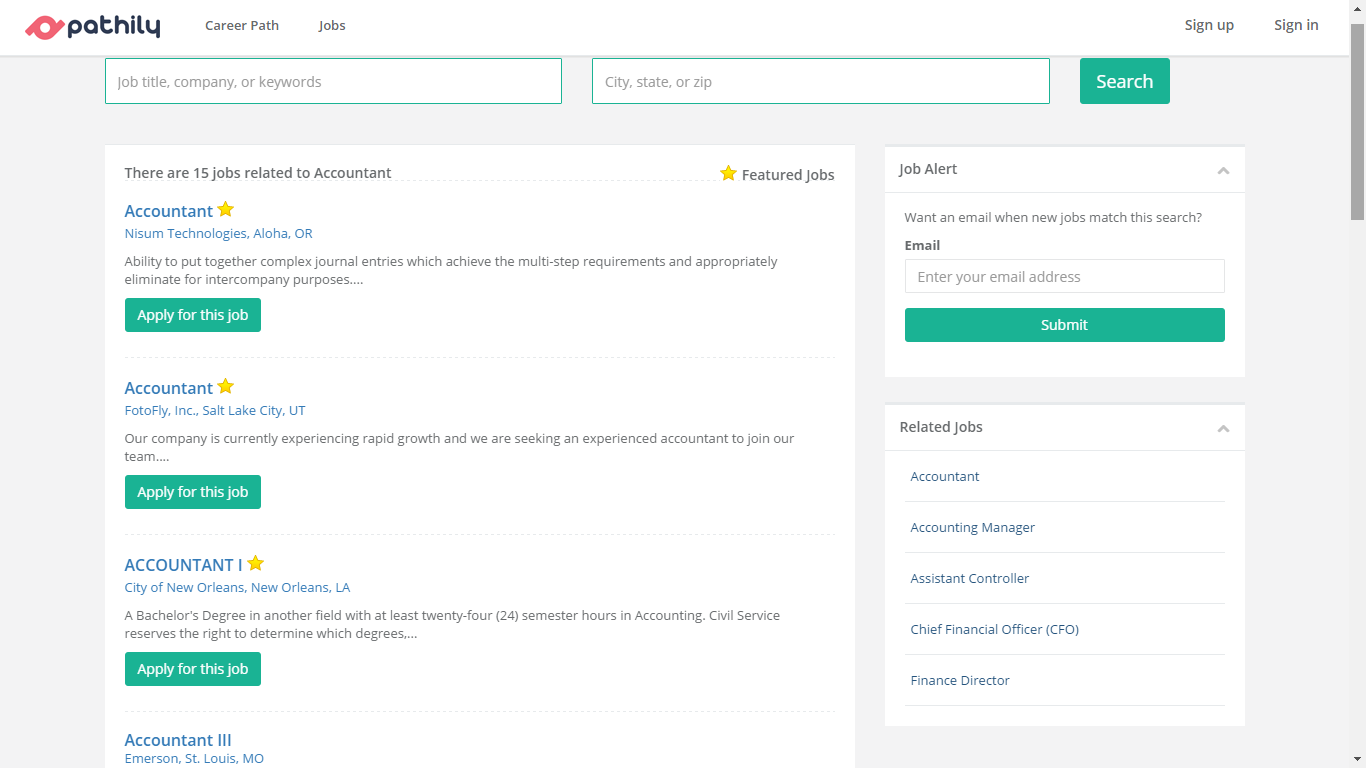 pathily
Career Path
Jobs
Sign up
Sign in
Job title, company, or keywords
City, state, or zip
Search
There are 15 jobs related to Accountant
Featured Jobs
Accountant
Nisum Technologies, Aloha, OR
Ability to put together complex journal entries which achieve the multi-step requirements and appropriately
eliminate for intercompany purposes....
Apply for this job
Accountant
FotoFly, Inc., Salt Lake City, UT
Our company is currently experiencing rapid growth and we are seeking an experienced accountant to join our
team....
Apply for this job
ACCOUNTANT I
City of New Orleans, New Orleans, LA
A Bachelor's Degree in another field with at least twenty-four (24) semester hours in Accounting. Civil Service
reserves the right to determine which degrees,...
Apply for this job
Accountant III
Emerson, St. Louis, MO
Job Alert
Want an email when new jobs match this search?
Email
Enter your email address
Submit
Related Jobs
Accountant
Accounting Manager
Assistant Controller
Chief Financial Officer (CFO)
Finance Director